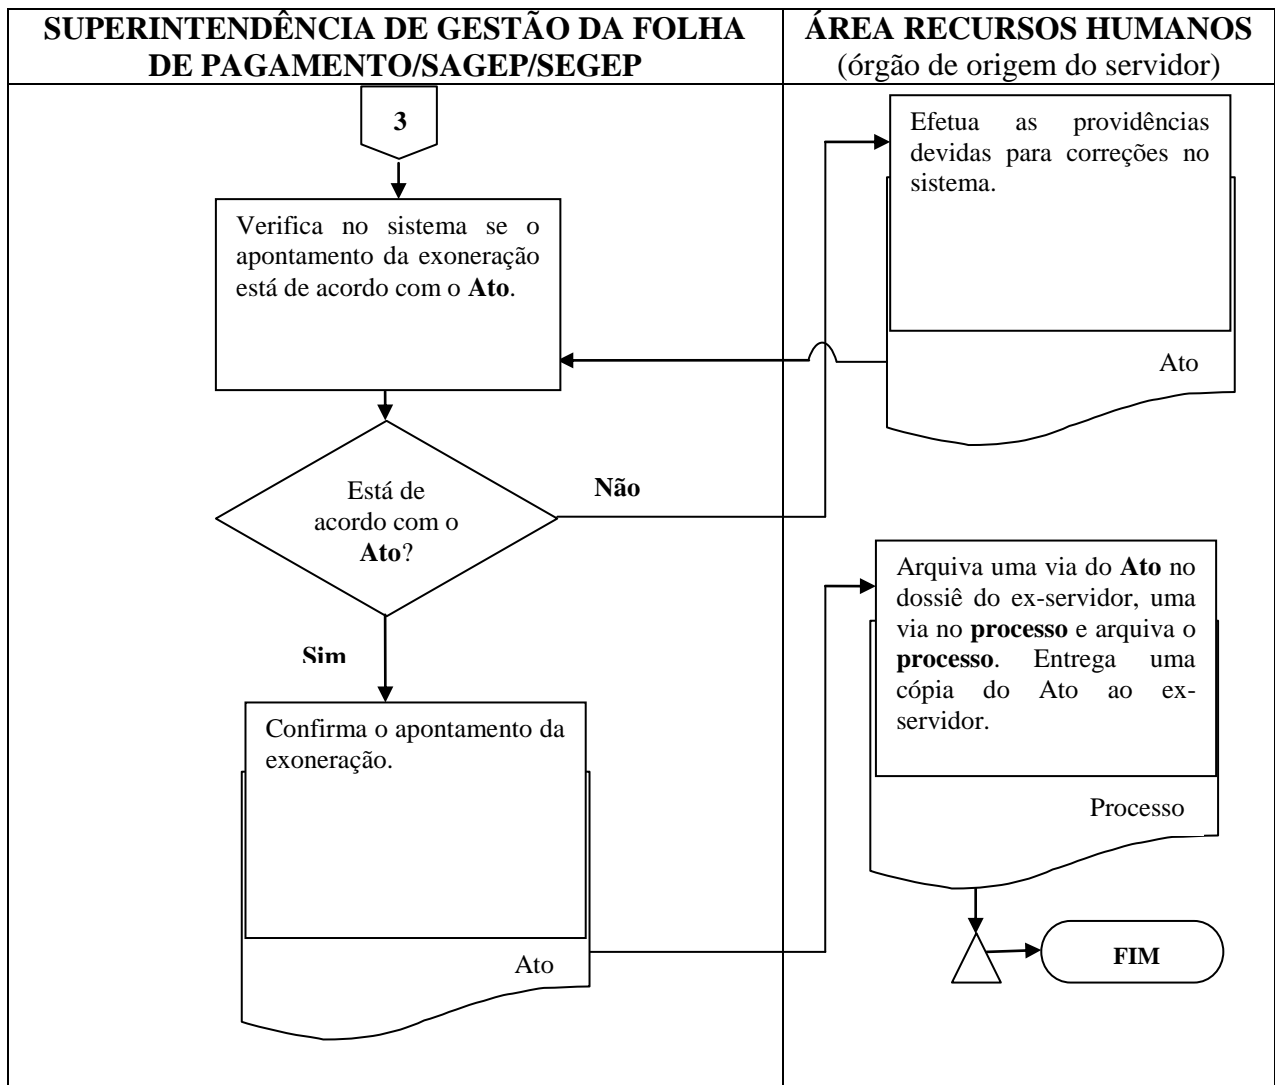 SUPERINTENDÊNCIA DE GESTÃO DA FOLHA
DE PAGAMENTO/SAGEP/SEGEP
ÁREA RECURSOS HUMANOS
(órgão de origem do servidor)
3
Verifica no sistema se o
apontamento da exoneração
está de acordo com o Ato.
Efetua as providências
devidas para correções no
sistema.
Ato
Está de
acordo com o
Ato?
Não
Sim
Confirma o apontamento da
exoneração.
Ato
Arquiva uma via do Ato no
dossiê do ex-servidor, uma
via no processo e arquiva o
processo. Entrega uma
cópia do Ato ao ex-
servidor.
Processo
FIM